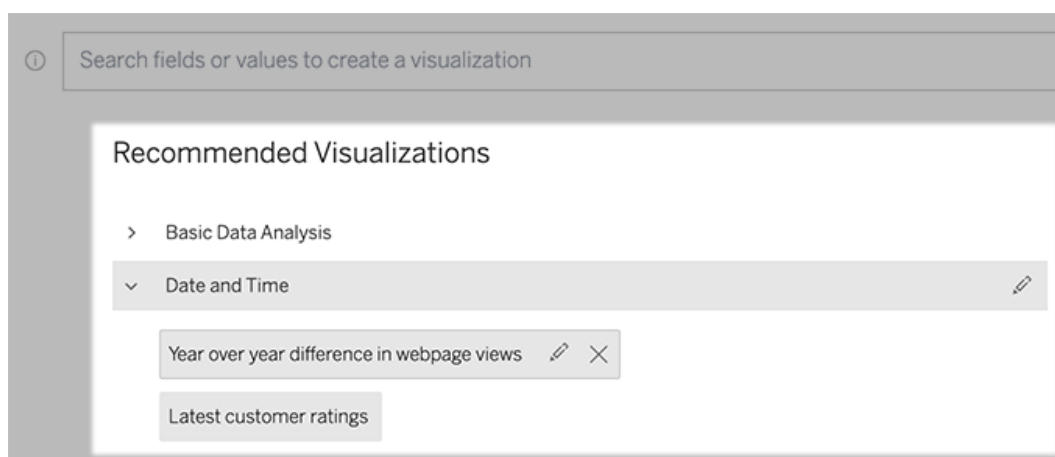 Search fields or values to create a visualization
Recommended Visualizations
Basic Data Analysis
Date and Time
Year over year difference in webpage views
Latest customer ratings